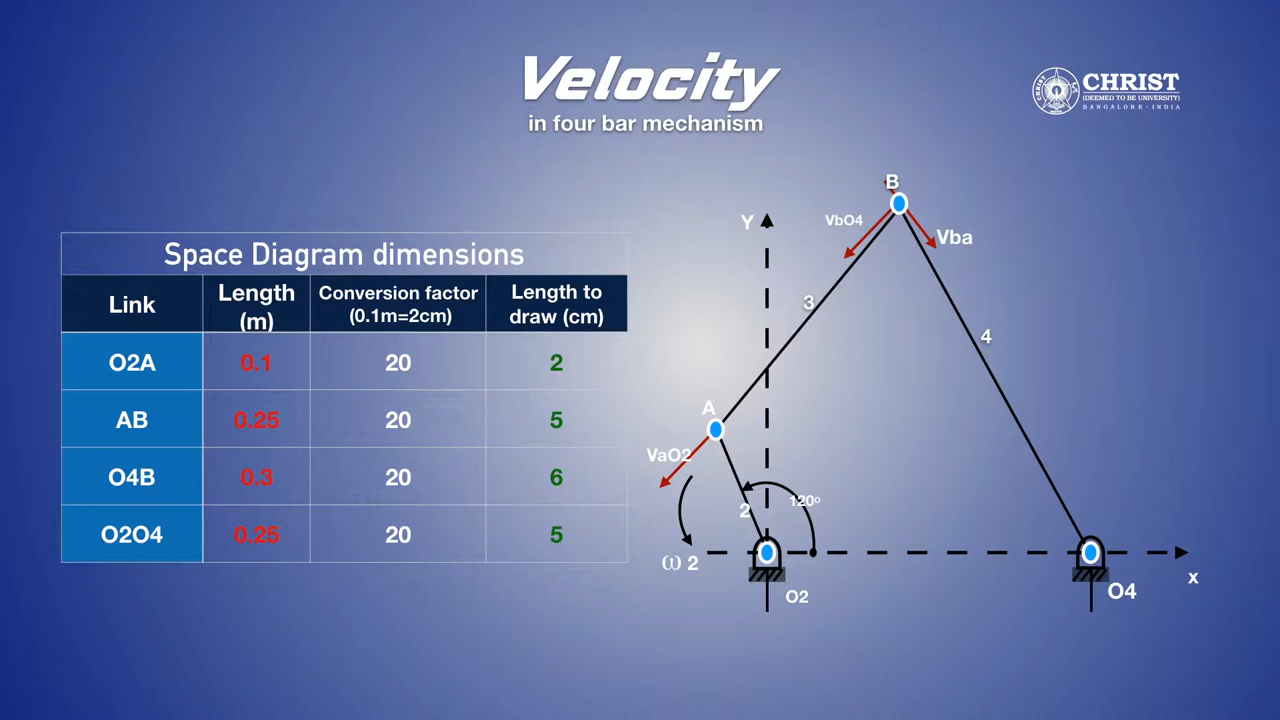 Velocity
in four bar mechanism
CHRIST
(DEEMED TO BE UNIVERSITY)
BANGALORE · INDIA
Space Diagram dimensions
Link
Length
(m)
Conversion factor
(0.1m=2cm)
Length to
draw (cm)
O2A 0.1 20 2
AB 0.25 20 5
O4B 0.3 20 6
O2O4 0.25 20 5
B
Y
VbO4
Vba
3
4
A
VaO2
120º
2
ω 2
x
O2
O4